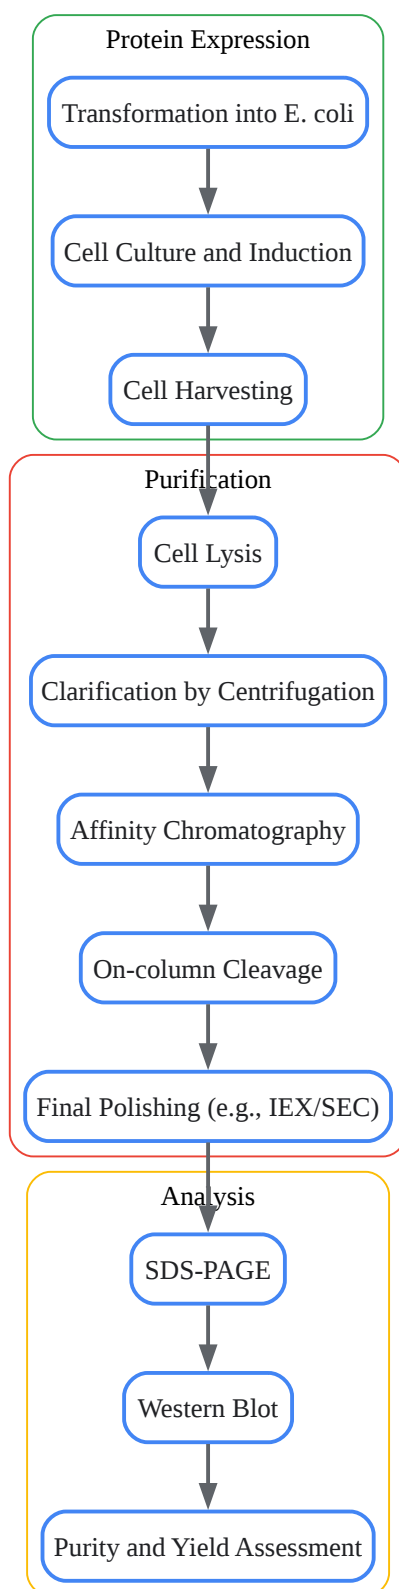 Protein Expression
Transformation into E. coli
Cell Culture and Induction
Cell Harvesting
Purification
Cell Lysis
Clarification by Centrifugation
Affinity Chromatography
On-column Cleavage
Final Polishing (e.g., IEX/SEC)
Analysis
SDS-PAGE
Western Blot
Purity and Yield Assessment